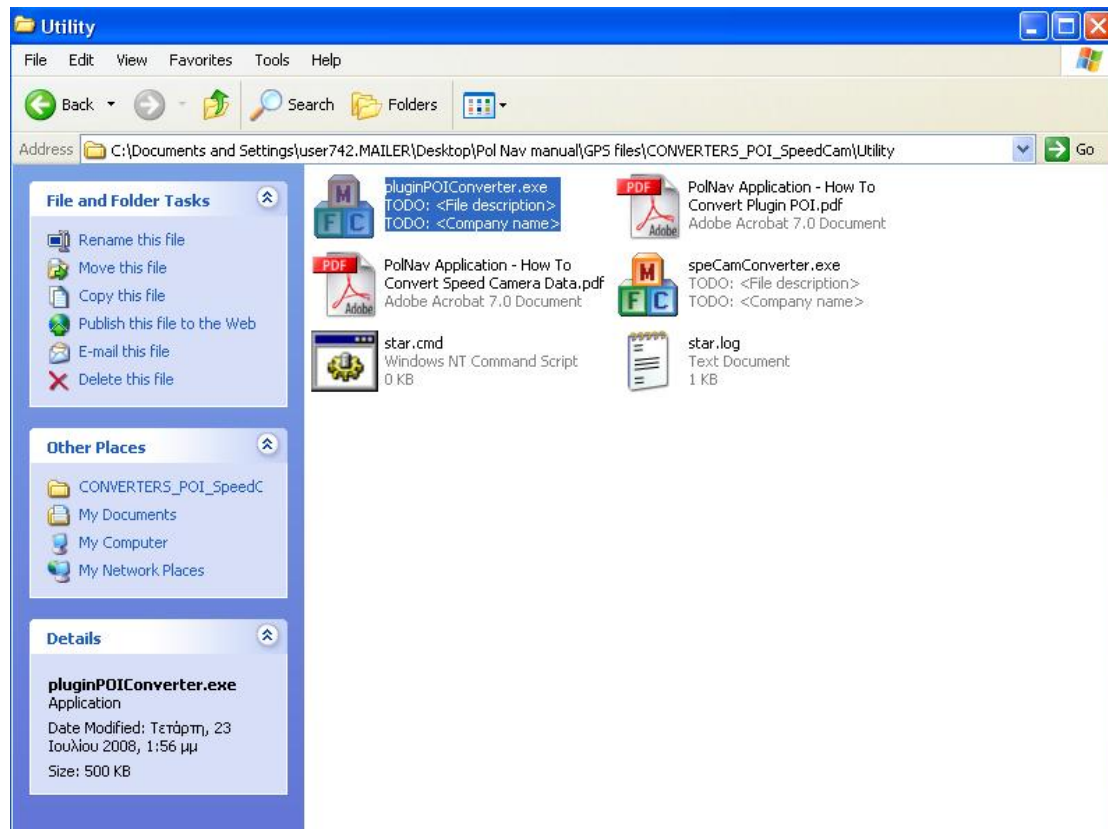 Utility
File Edit View Favorites Tools Help
Back Search Folders
Address C:\Documents and Settings\user742.MAILER\Desktop\Pol Nav manual\GPS files\CONVERTERS_POI_SpeedCam\Utility Go
File and Folder Tasks
Rename this file
Move this file
Copy this file
Publish this file to the Web
E-mail this file
Delete this file
Other Places
CONVERTERS_POI_SpeedC
My Documents
My Computer
My Network Places
Details
pluginPOIConverter.exe
Application
Date Modified: Τετάρτη, 23
Ιουλίου 2008, 1:56 μμ
Size: 500 KB
MFC
pluginPOIConverter.exe
TODO: <File description>
TODO: <Company name>
PDF
Adobe
PolNav Application - How To
Convert Plugin POI.pdf
Adobe Acrobat 7.0 Document
PDF
Adobe
PolNav Application - How To
Convert Speed Camera Data.pdf
Adobe Acrobat 7.0 Document
MFC
speCamConverter.exe
TODO: <File description>
TODO: <Company name>
star.cmd
Windows NT Command Script
0 KB
star.log
Text Document
1 KB